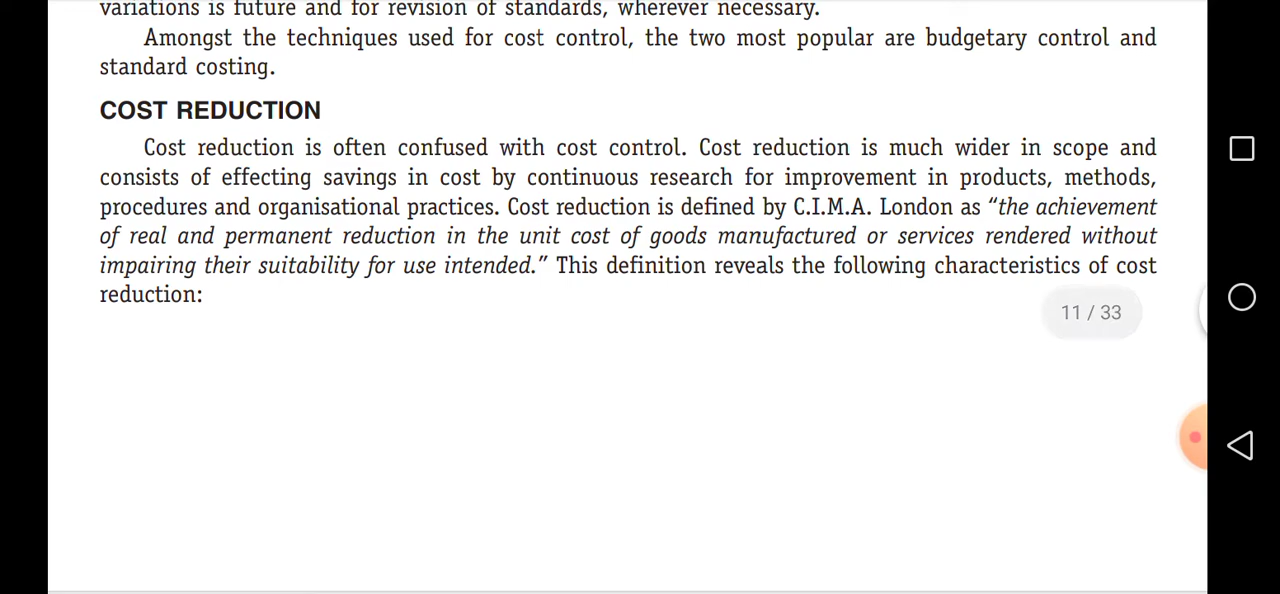 variations is future and for revision of standards, wherever necessary.
Amongst the techniques used for cost control, the two most popular are budgetary control and
standard costing.
COST REDUCTION
Cost reduction is often confused with cost control. Cost reduction is much wider in scope and
consists of effecting savings in cost by continuous research for improvement in products, methods,
procedures and organisational practices. Cost reduction is defined by C.I.M.A. London as “the achievement
of real and permanent reduction in the unit cost of goods manufactured or services rendered without
impairing their suitability for use intended.” This definition reveals the following characteristics of cost
reduction:
11 / 33